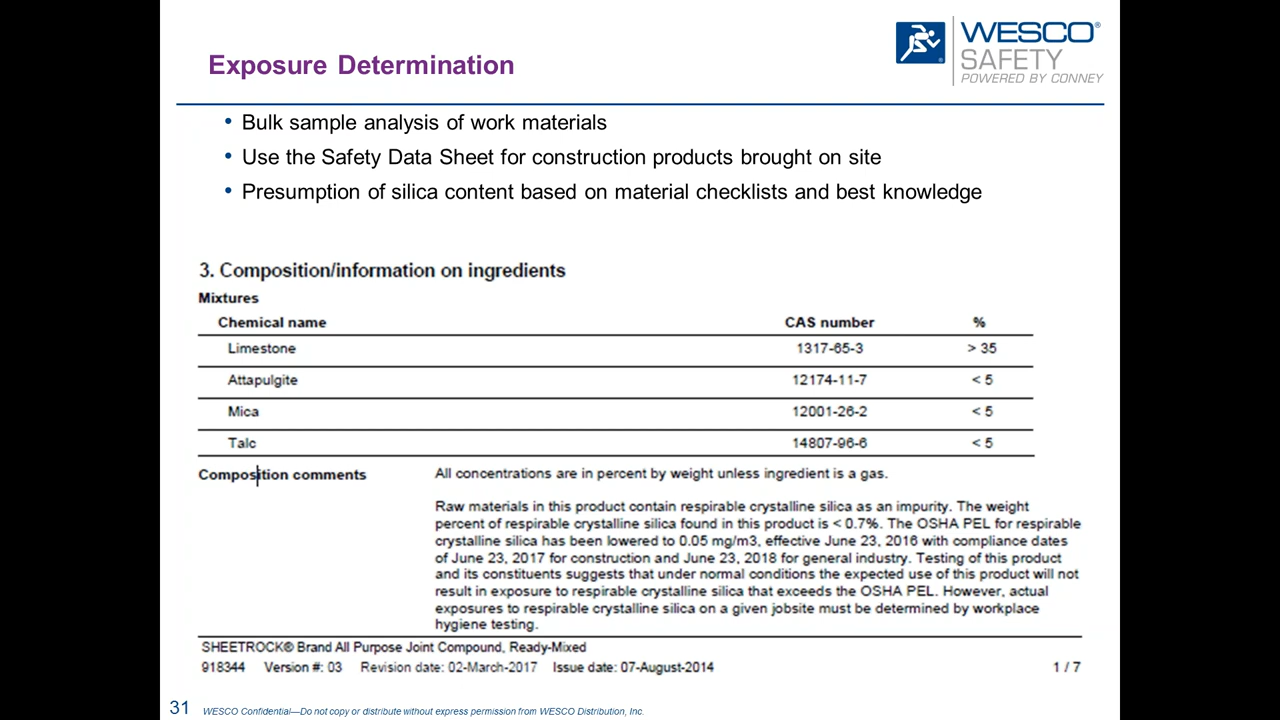 WESCO®
SAFETY
POWERED BY CONNEY
Exposure Determination
• Bulk sample analysis of work materials
• Use the Safety Data Sheet for construction products brought on site
• Presumption of silica content based on material checklists and best knowledge
3. Composition/information on ingredients
Mixtures
Chemical name CAS number %
Limestone 1317-65-3 > 35
Attapulgite 12174-11-7 < 5
Mica 12001-26-2 < 5
Talc 14807-96-6 < 5
Composition comments All concentrations are in percent by weight unless ingredient is a gas.
Raw materials in this product contain respirable crystalline silica as an impurity. The weight
percent of respirable crystalline silica found in this product is < 0.7%. The OSHA PEL for respirable
crystalline silica has been lowered to 0.05 mg/m3, effective June 23, 2016 with compliance dates
of June 23, 2017 for construction and June 23, 2018 for general industry. Testing of this product
and its constituents suggests that under normal conditions the expected use of this product will not
result in exposure to respirable crystalline silica that exceeds the OSHA PEL. However, actual
exposures to respirable crystalline silica on a given jobsite must be determined by workplace
hygiene testing.
SHEETROCK® Brand All Purpose Joint Compound, Ready-Mixed
918344 Version #: 03 Revision date: 02-March-2017 Issue date: 07-August-2014 1 / 7
31 WESCO Confidential—Do not copy or distribute without express permission from WESCO Distribution, Inc.